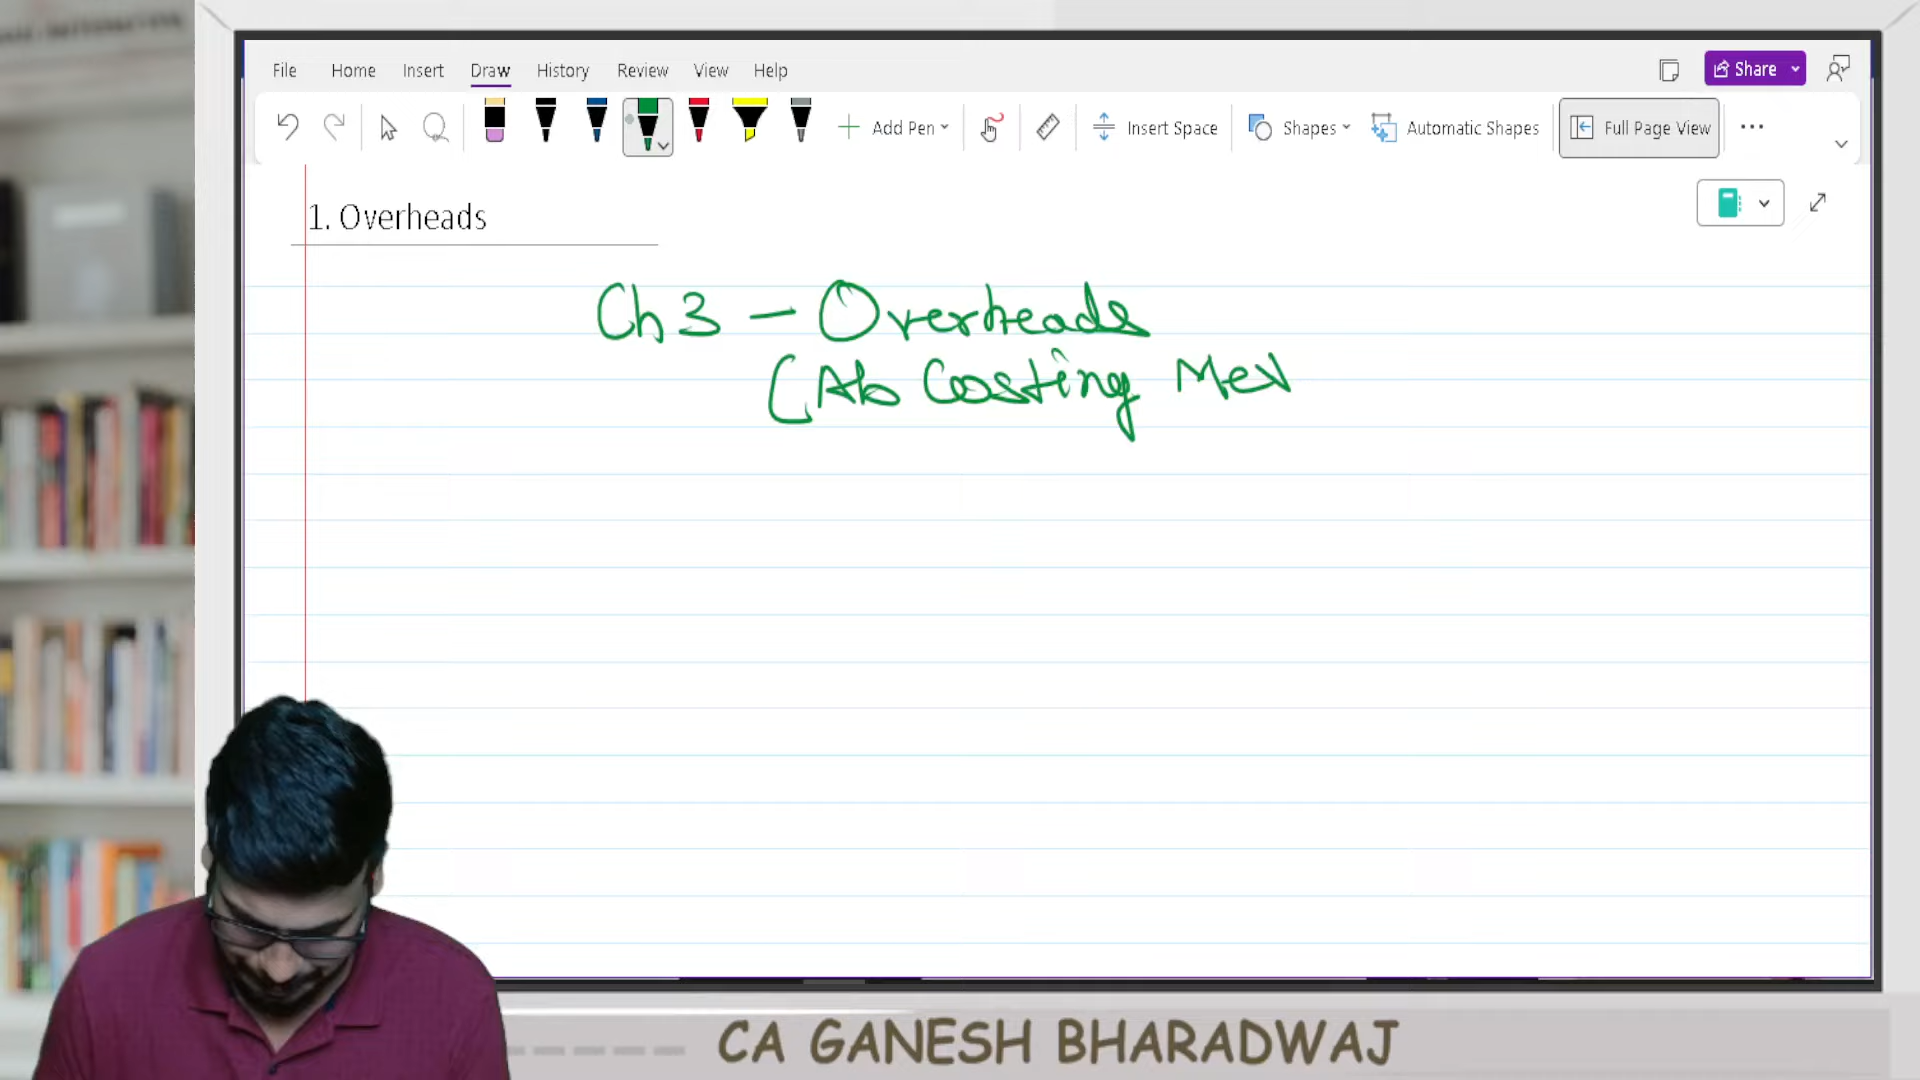 File Home Insert Draw History Review View Help Share
Add Pen Insert Space Shapes Automatic Shapes Full Page View
1. Overheads
Ch 3 - Overheads
(Ab Costing Met
CA GANESH BHARADWAJ